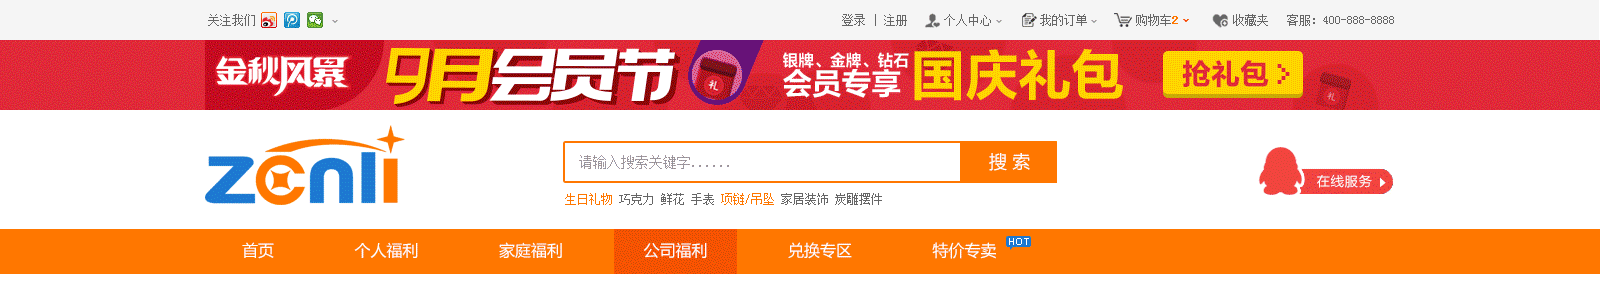 关注我们 登录 | 注册 个人中心 我的订单 购物车2 收藏夹 客服：400-888-8888
金秋风暴 9月会员节 银牌、金牌、钻石 国庆礼包 抢礼包
会员专享
礼 礼
zenli 请输入搜索关键字...... 搜 索 在线服务
生日礼物 巧克力 鲜花 手表 项链/吊坠 家居装饰 炭雕摆件
首页 个人福利 家庭福利 公司福利 兑换专区 特价专卖 HOT